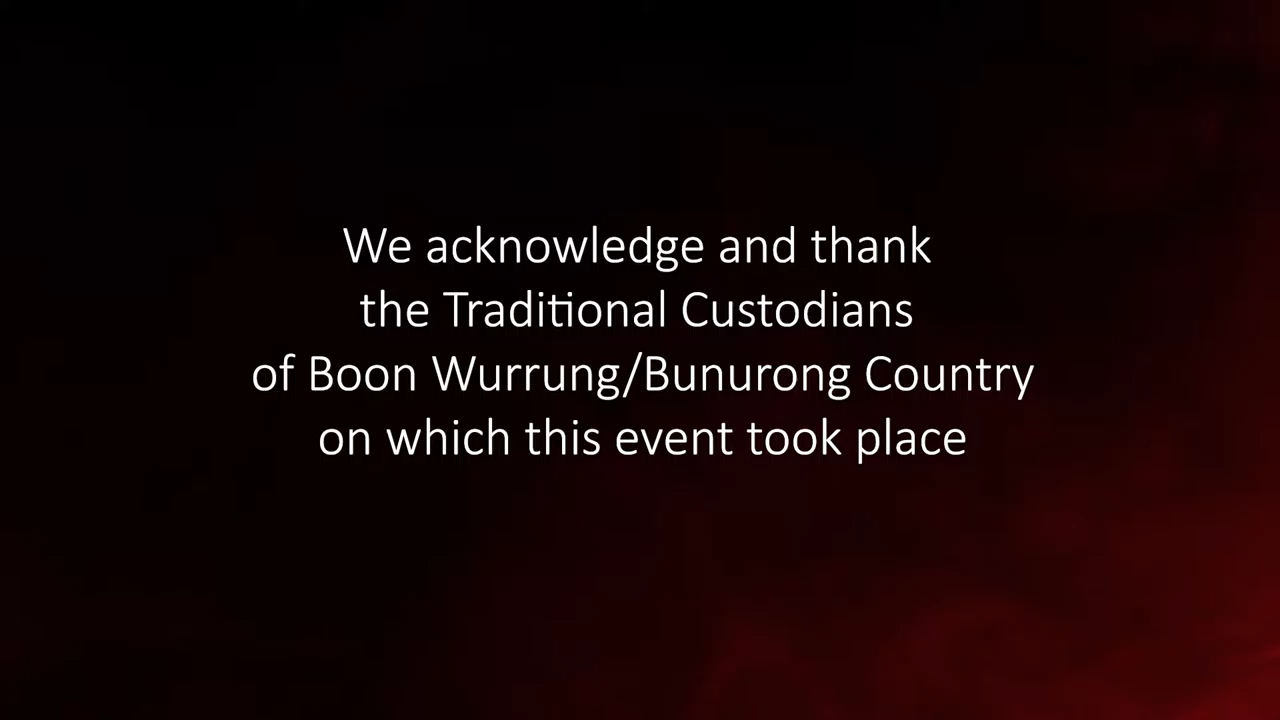 We acknowledge and thank
the Traditional Custodians
of Boon Wurrung/Bunurong Country
on which this event took place